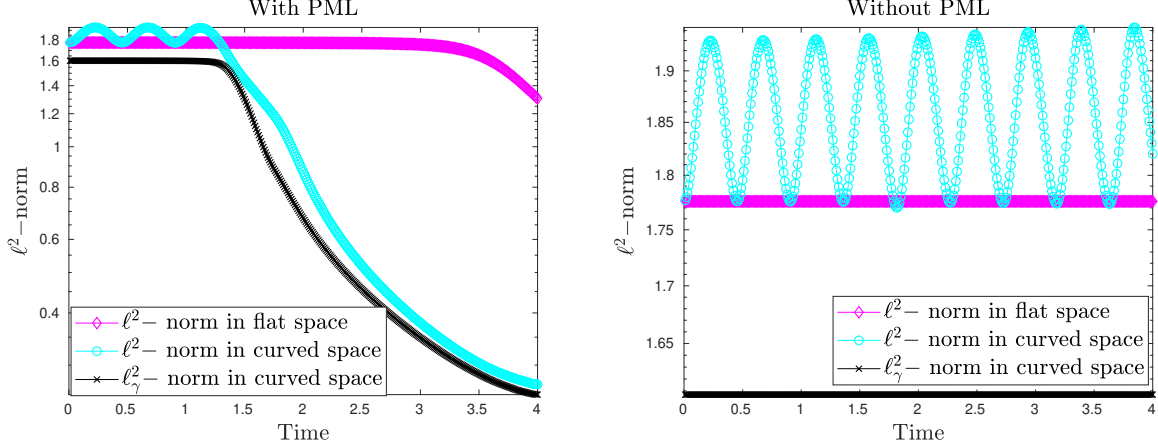 With PML
ℓ²−norm
1.8
1.6
1.4
1.2
1
0.8
0.6
0.4
ℓ²− norm in flat space
ℓ²− norm in curved space
ℓ²γ− norm in curved space
0 0.5 1 1.5 2 2.5 3 3.5 4
Time
Without PML
ℓ²−norm
1.9
1.85
1.8
1.75
1.7
1.65
ℓ²− norm in flat space
ℓ²− norm in curved space
ℓ²γ− norm in curved space
0 0.5 1 1.5 2 2.5 3 3.5 4
Time